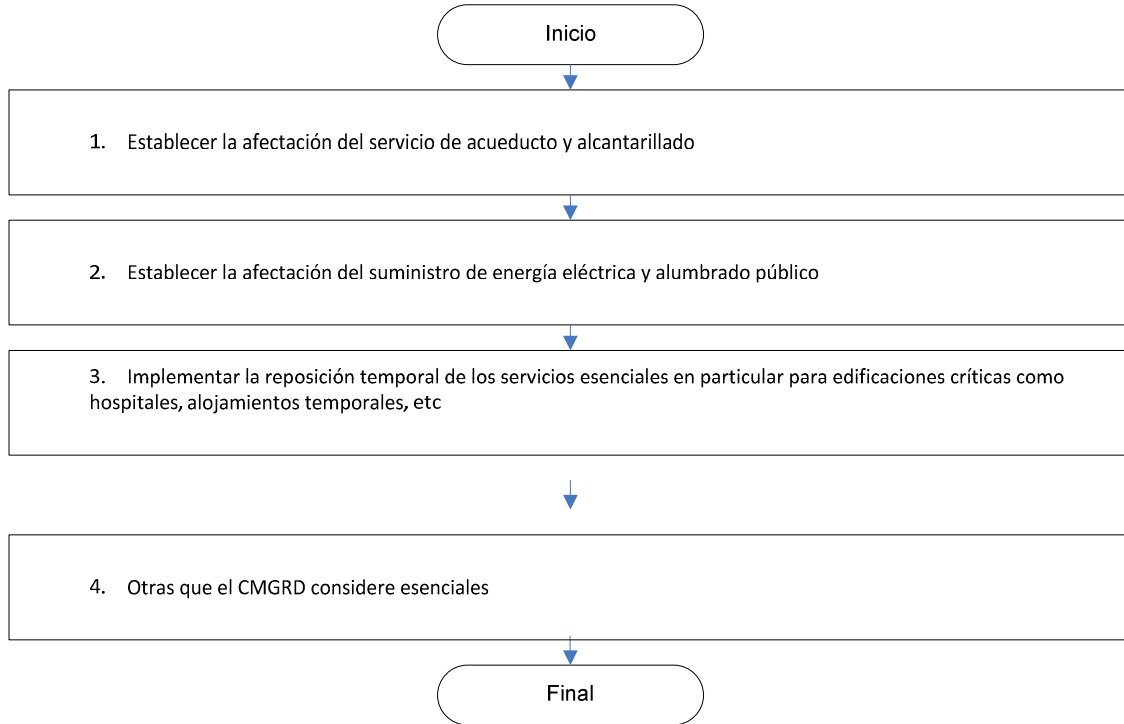 Inicio
1. Establecer la afectación del servicio de acueducto y alcantarillado
2. Establecer la afectación del suministro de energía eléctrica y alumbrado público
3. Implementar la reposición temporal de los servicios esenciales en particular para edificaciones críticas como
hospitales, alojamientos temporales, etc
4. Otras que el CMGRD considere esenciales
Final